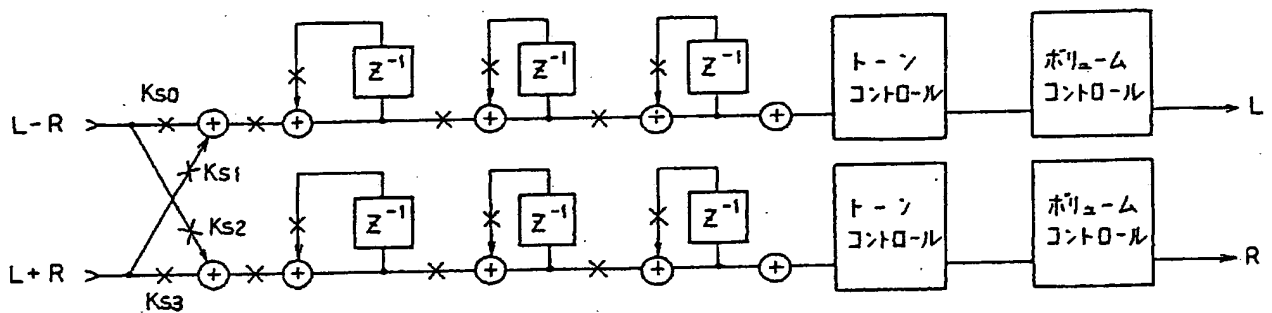 L-R
Ks0
Z⁻¹
Z⁻¹
Z⁻¹
トーン
コントロール
ボリューム
コントロール
L
Ks1
Ks2
L+R
Ks3
Z⁻¹
Z⁻¹
Z⁻¹
トーン
コントロール
ボリューム
コントロール
R